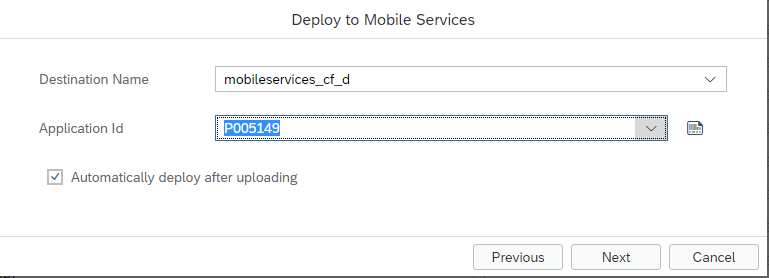 Deploy to Mobile Services
Destination Name mobileservices_cf_d
Application Id P005149
Automatically deploy after uploading
Previous Next Cancel